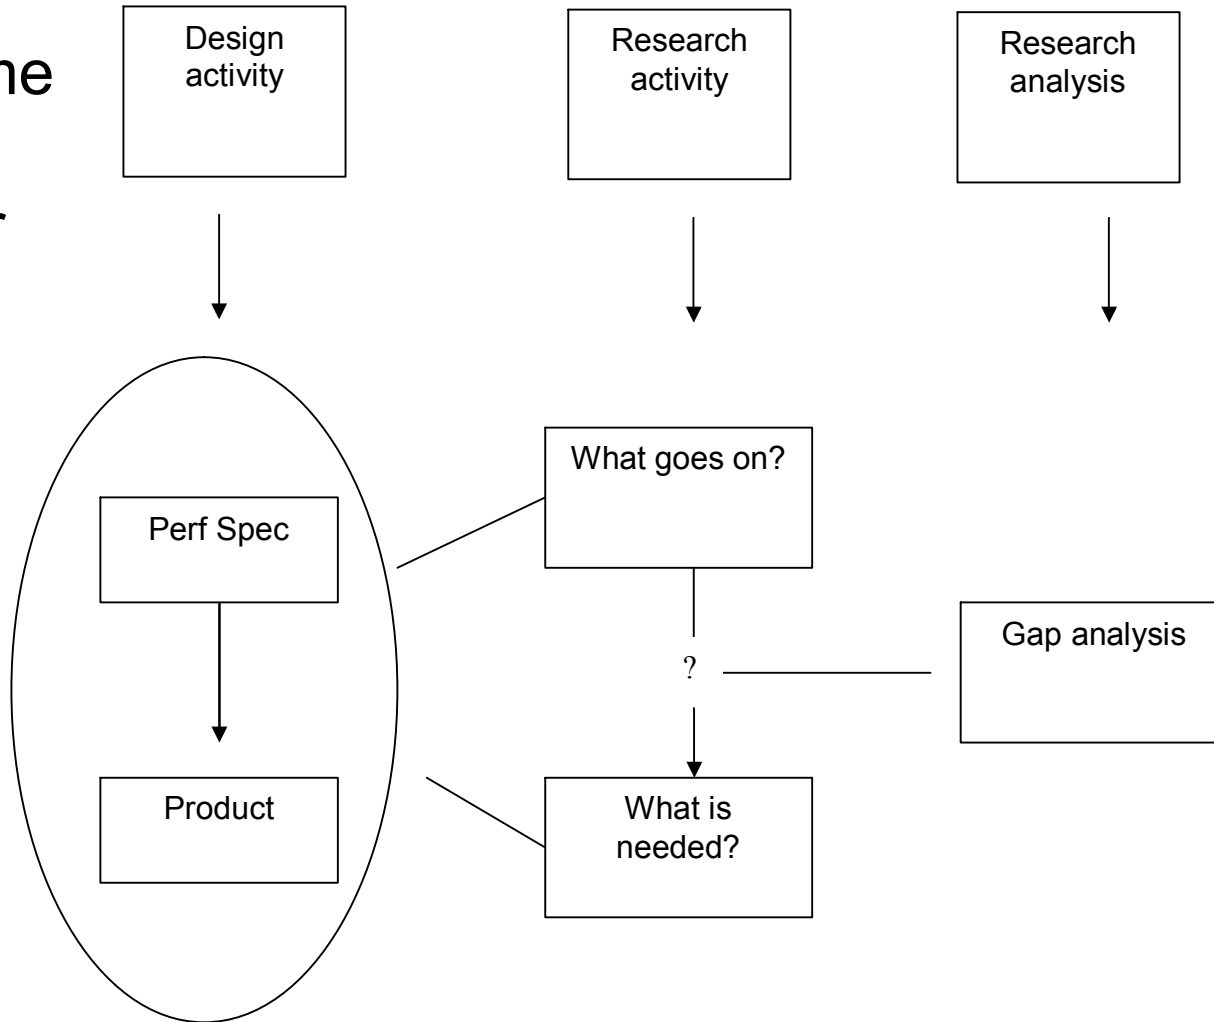 Design
activity
Research
activity
Research
analysis
What goes on?
Perf Spec
Gap analysis
?
Product
What is
needed?